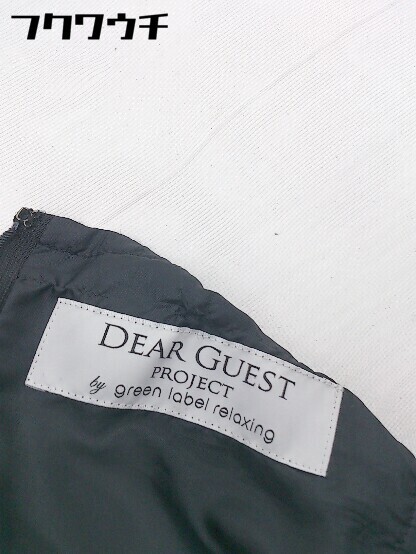 フクワウチ
DEAR GUEST
PROJECT
by green label relaxing